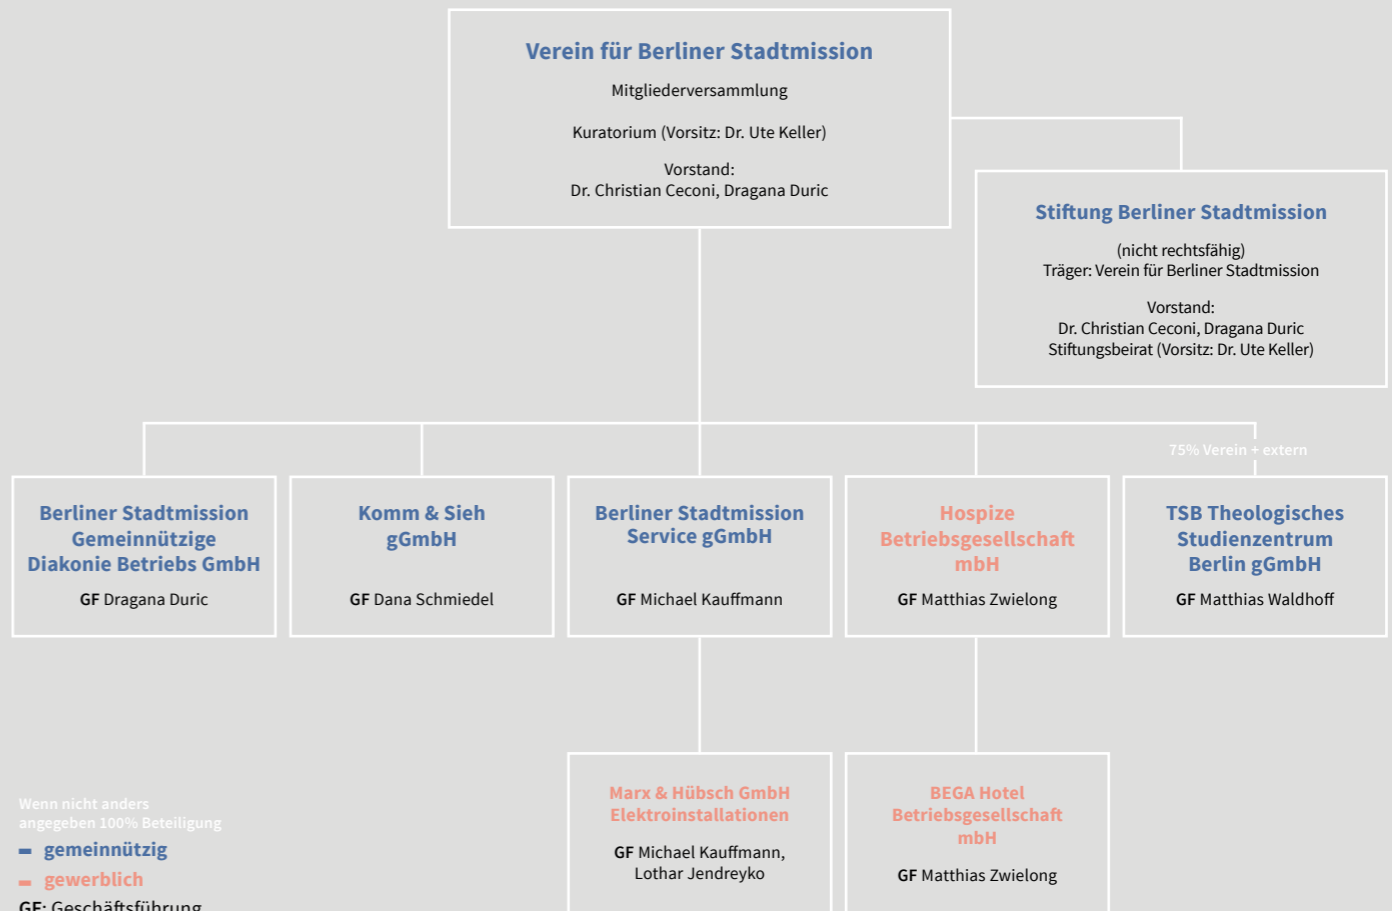 Verein für Berliner Stadtmission
Mitgliederversammlung
Kuratorium (Vorsitz: Dr. Ute Keller)
Vorstand:
Dr. Christian Ceconi, Dragana Duric
Stiftung Berliner Stadtmission
(nicht rechtsfähig)
Träger: Verein für Berliner Stadtmission
Vorstand:
Dr. Christian Ceconi, Dragana Duric
Stiftungsbeirat (Vorsitz: Dr. Ute Keller)
75% Verein + extern
Berliner Stadtmission
Gemeinnützige
Diakonie Betriebs GmbH
GF Dragana Duric
Komm & Sieh
gGmbH
GF Dana Schmiedel
Berliner Stadtmission
Service gGmbH
GF Michael Kauffmann
Hospize
Betriebsgesellschaft
mbH
GF Matthias Zwielong
TSB Theologisches
Studienzentrum
Berlin gGmbH
GF Matthias Waldhoff
Marx & Hübsch GmbH
Elektroinstallationen
GF Michael Kauffmann,
Lothar Jendreyko
BEGA Hotel
Betriebsgesellschaft
mbH
GF Matthias Zwielong
Wenn nicht anders
angegeben 100% Beteiligung
gemeinnützig
gewerblich
GF: Geschäftsführung